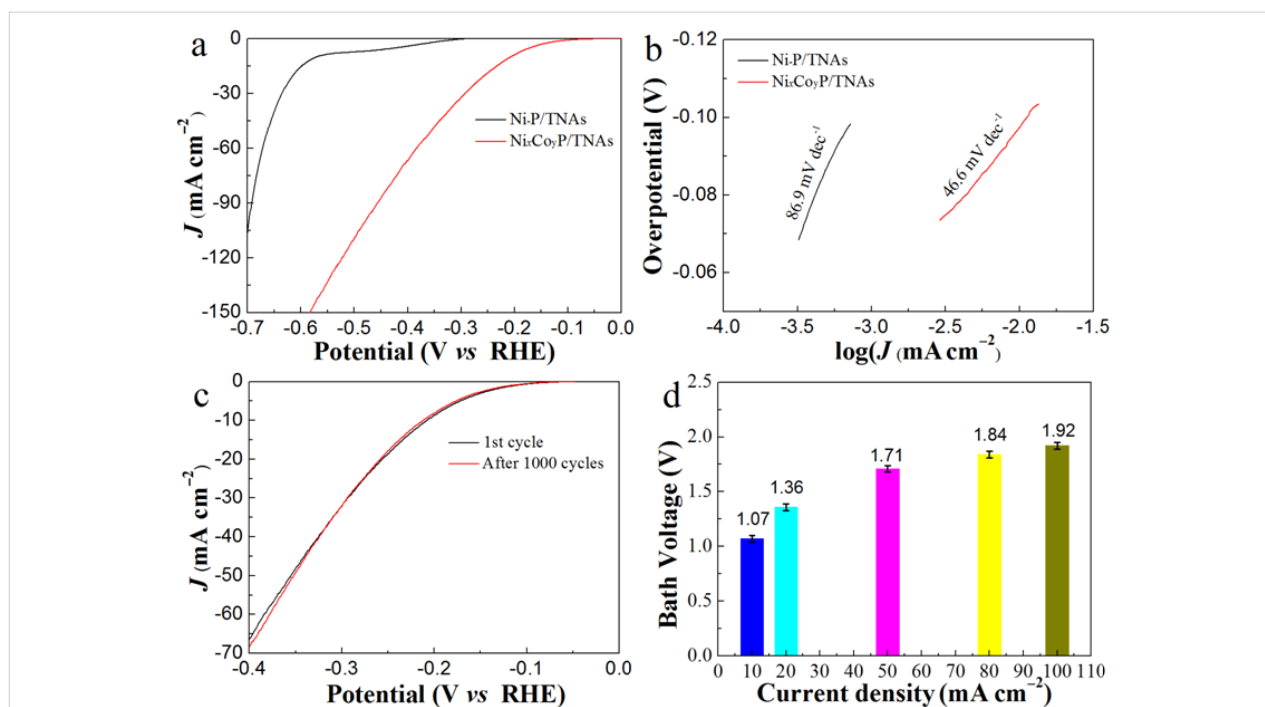 a
0
-30
-60
-90
-120
-150
J (mA cm⁻²)
Ni-P/TNAs
NiₓCoᵧP/TNAs
-0.7 -0.6 -0.5 -0.4 -0.3 -0.2 -0.1 0.0
Potential (V vs RHE)
b
-0.12
-0.10
-0.08
-0.06
Overpotential (V)
Ni-P/TNAs
NiₓCoᵧP/TNAs
86.9 mV dec⁻¹
46.6 mV dec⁻¹
-4.0 -3.5 -3.0 -2.5 -2.0 -1.5
log(J (mA cm⁻²)
c
0
-10
-20
-30
-40
-50
-60
-70
J (mA cm⁻²)
1st cycle
After 1000 cycles
-0.4 -0.3 -0.2 -0.1 0.0
Potential (V vs RHE)
d
2.5
2.0
1.5
1.0
0.5
0.0
Bath Voltage (V)
1.07
1.36
1.71
1.84
1.92
0 10 20 30 40 50 60 70 80 90 100 110
Current density (mA cm⁻²)